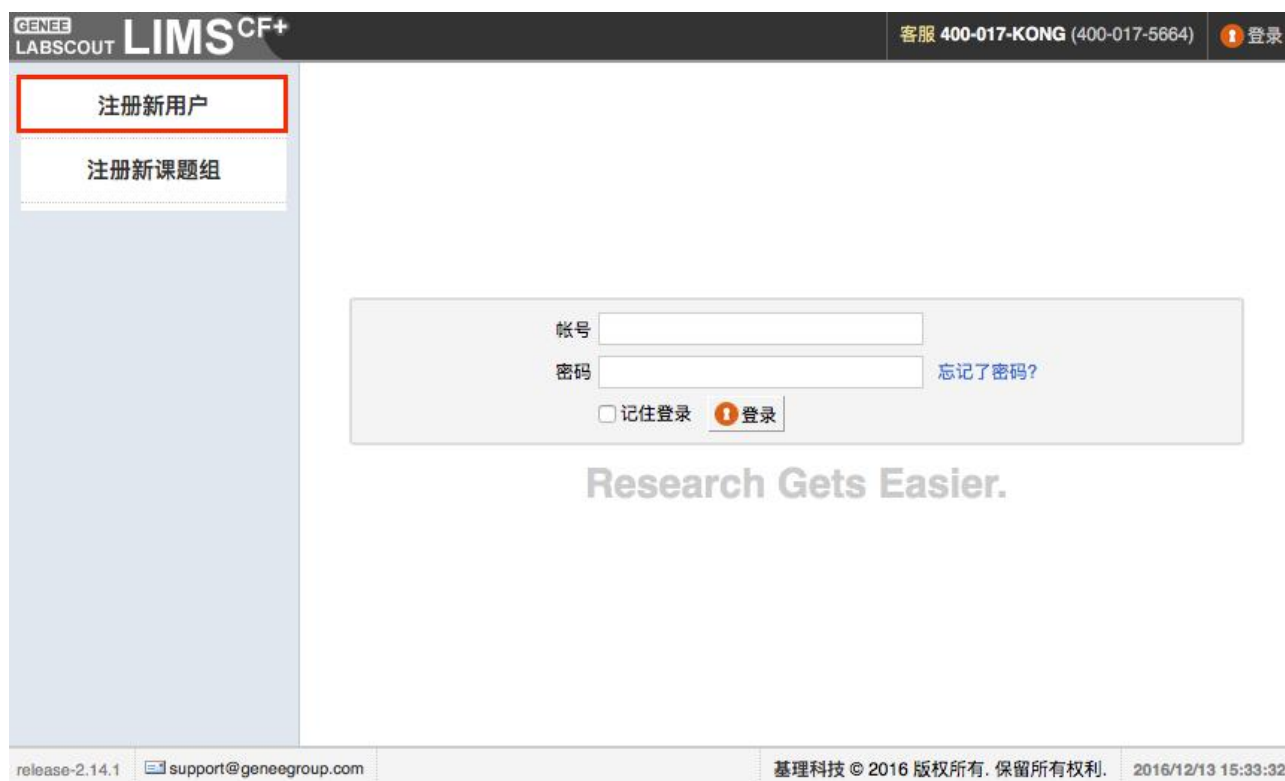 GENEE
LABSCOUT LIMS CF+
客服 400-017-KONG (400-017-5664) 登录
注册新用户
注册新课题组
帐号
密码 忘记了密码?
记住登录 登录
Research Gets Easier.
release-2.14.1 support@geneegroup.com 基理科技 © 2016 版权所有. 保留所有权利. 2016/12/13 15:33:32